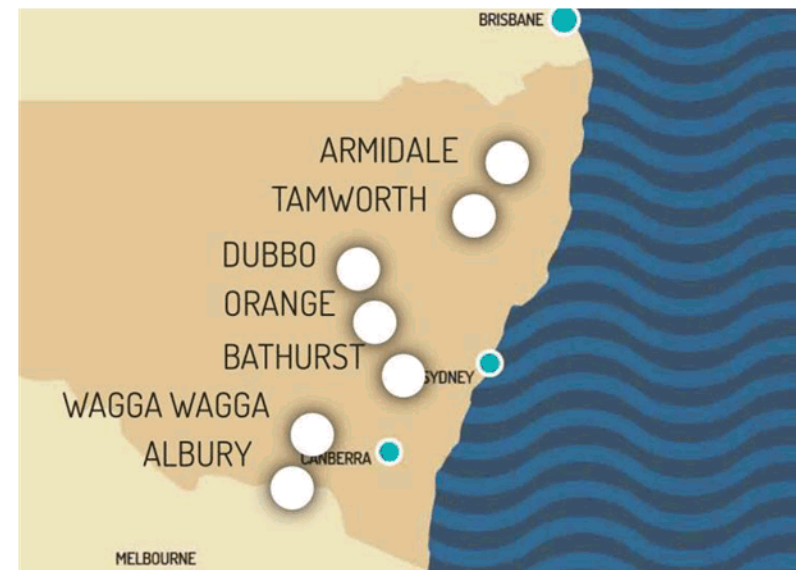 BRISBANE
ARMIDALE
TAMWORTH
DUBBO
ORANGE
BATHURST
SYDNEY
WAGGA WAGGA
ALBURY
CANBERRA
MELBOURNE